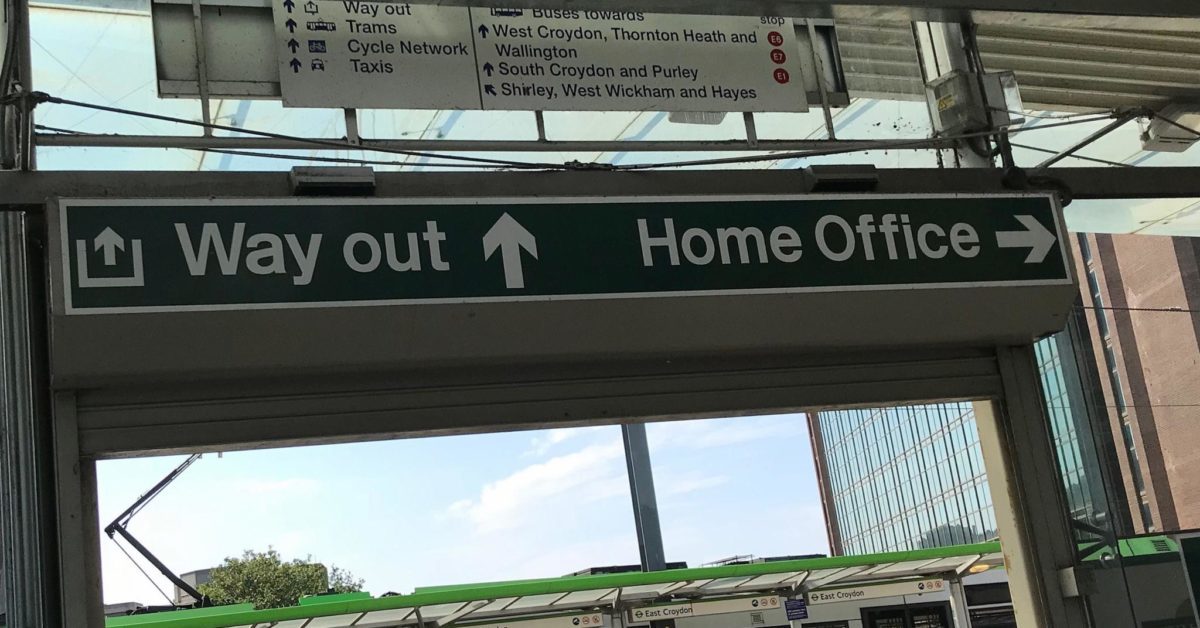 Way out
Trams
Cycle Network
Taxis
Buses towards
stop
West Croydon, Thornton Heath and
Wallington
E6
E7
South Croydon and Purley
E1
Shirley, West Wickham and Hayes
Way out
Home Office
East Croydon
East Croydon